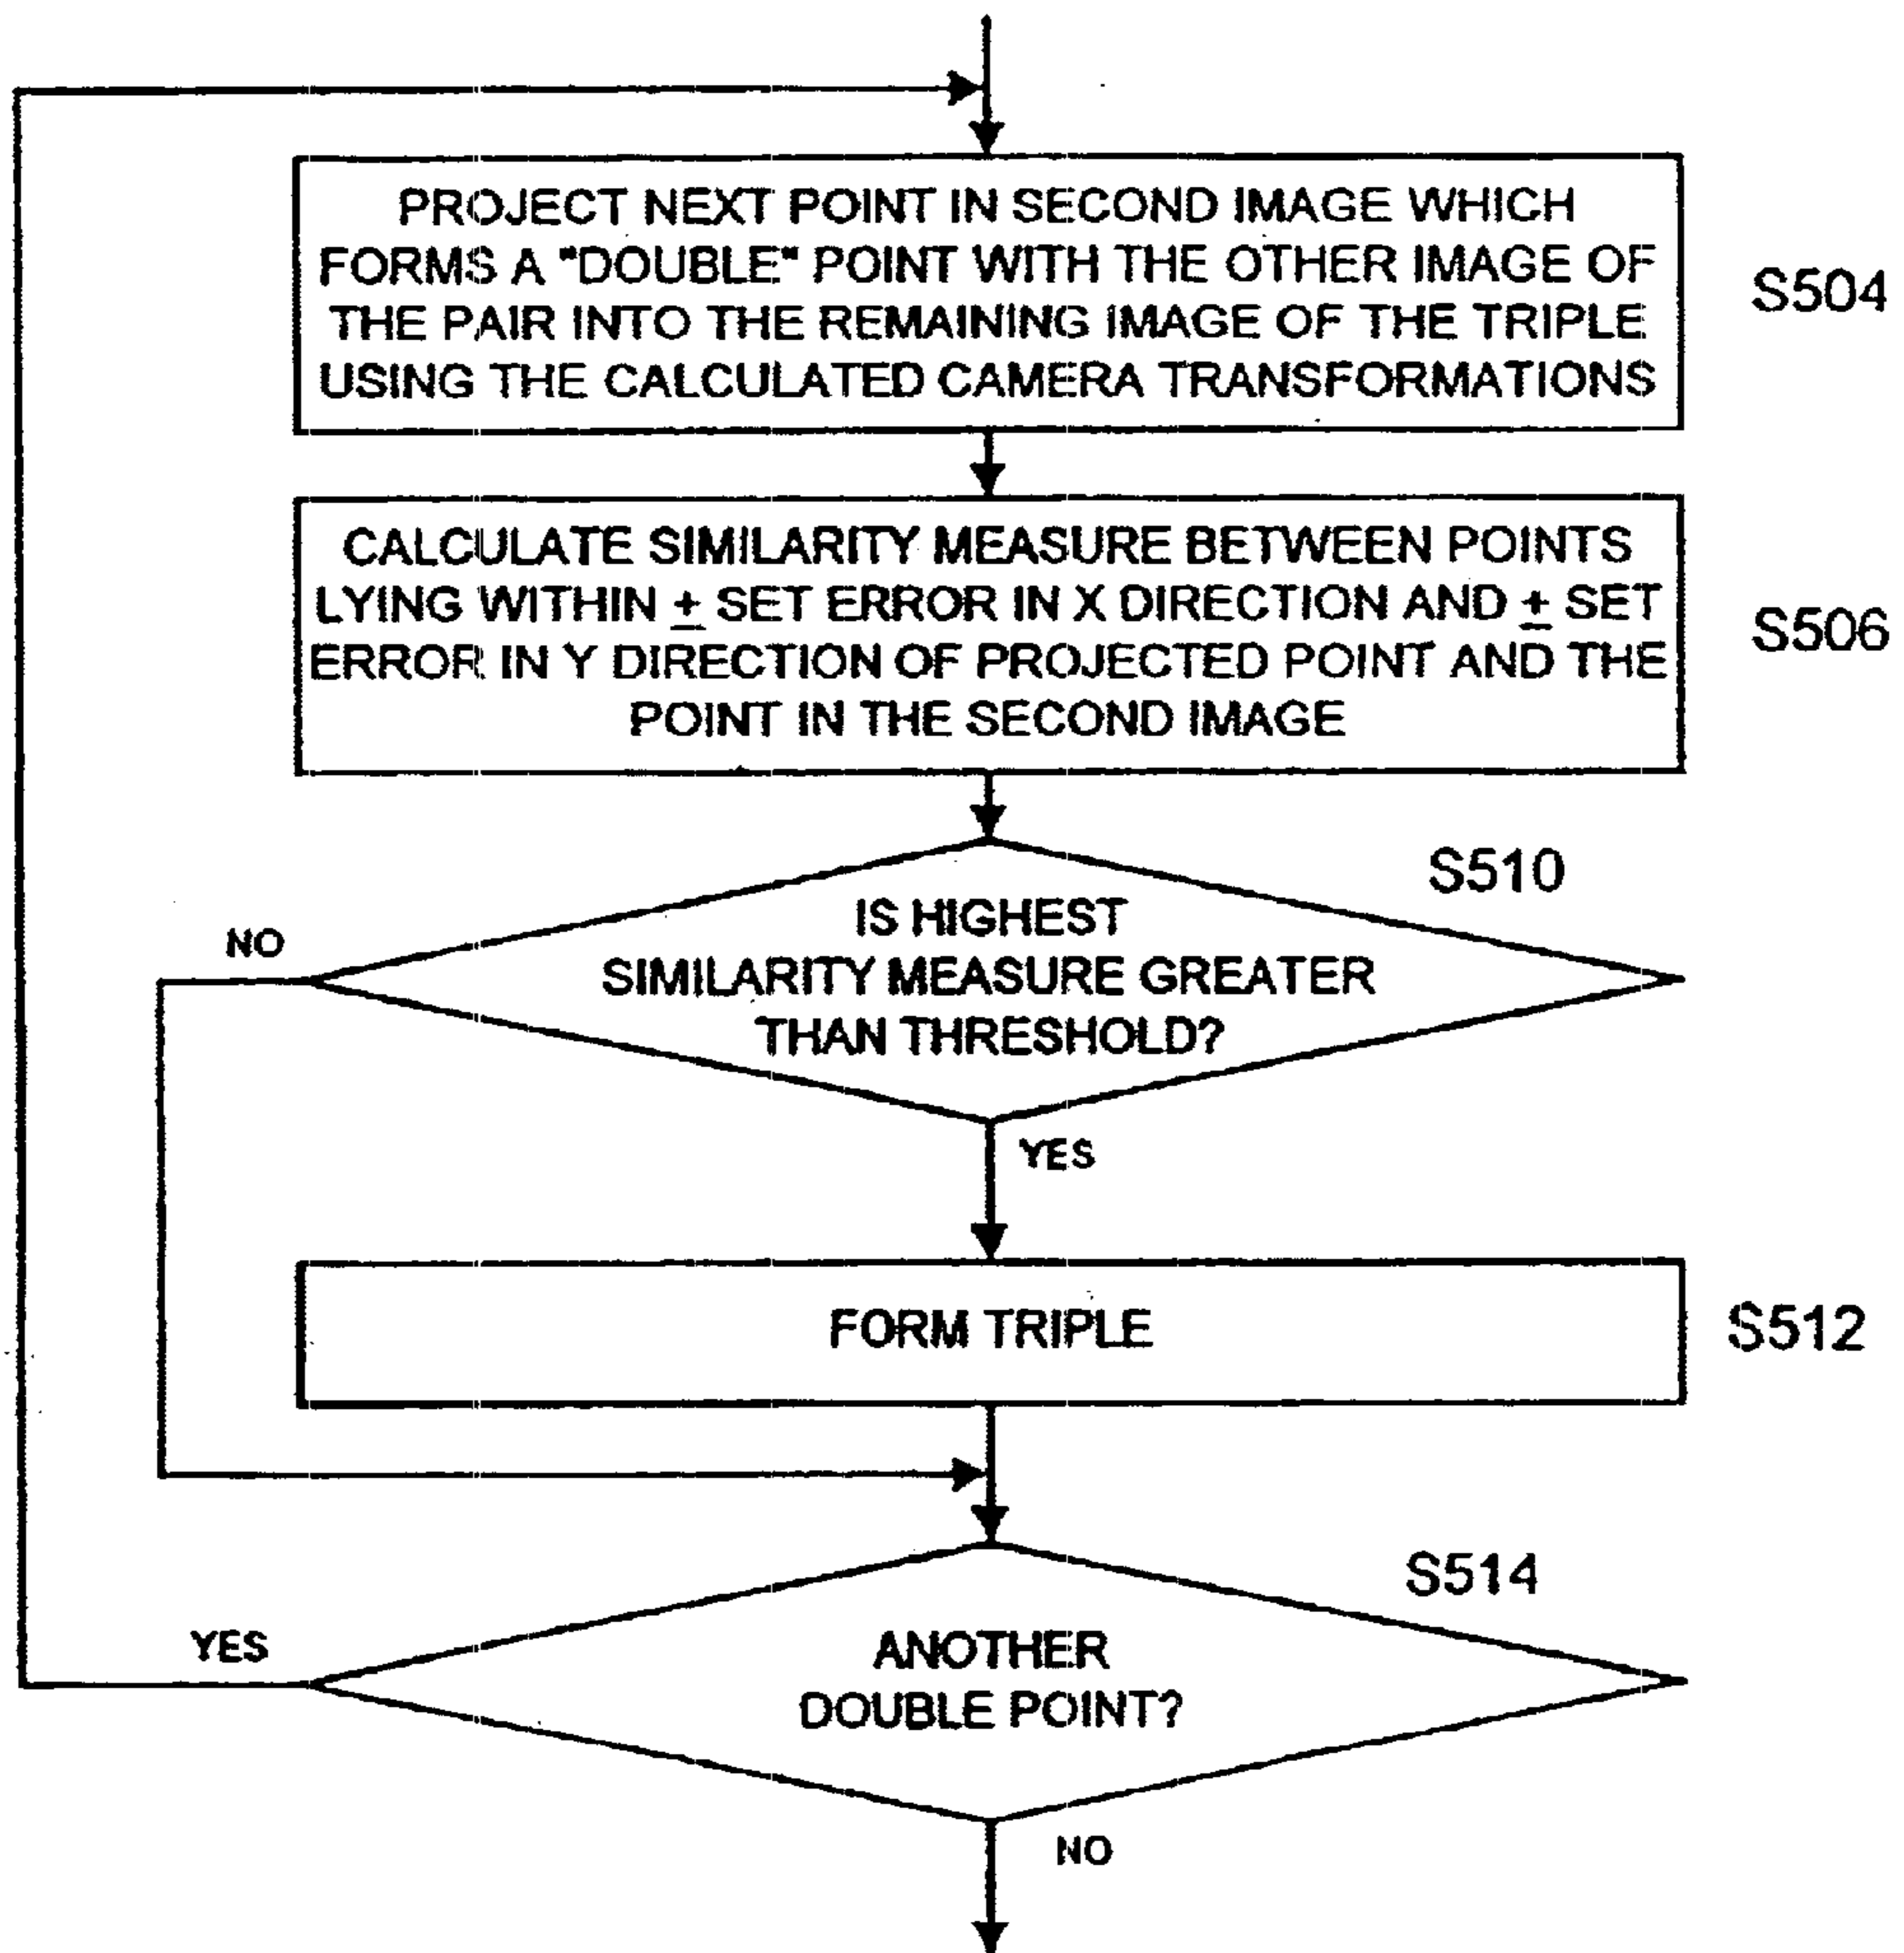 PROJECT NEXT POINT IN SECOND IMAGE WHICH
FORMS A "DOUBLE" POINT WITH THE OTHER IMAGE OF
THE PAIR INTO THE REMAINING IMAGE OF THE TRIPLE
USING THE CALCULATED CAMERA TRANSFORMATIONS
S504
CALCULATE SIMILARITY MEASURE BETWEEN POINTS
LYING WITHIN ± SET ERROR IN X DIRECTION AND ± SET
ERROR IN Y DIRECTION OF PROJECTED POINT AND THE
POINT IN THE SECOND IMAGE
S506
S510
IS HIGHEST
SIMILARITY MEASURE GREATER
THAN THRESHOLD?
NO
YES
FORM TRIPLE
S512
S514
ANOTHER
DOUBLE POINT?
YES
NO